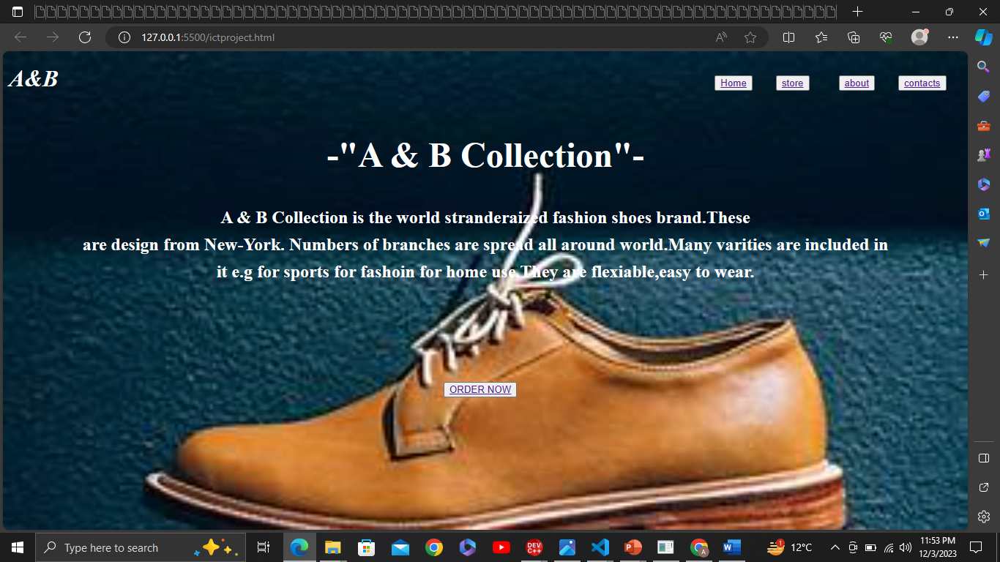 127.0.0.1:5500/ictproject.html
A&B
Home store about contacts
-"A & B Collection"-
A & B Collection is the world stranderaized fashion shoes brand.These
are design from New-York. Numbers of branches are spread all around world.Many varities are included in
it e.g for sports for fashoin for home use.They are flexiable,easy to wear.
ORDER NOW
Type here to search
DEV C++
1
12°C
11:53 PM
12/3/2023